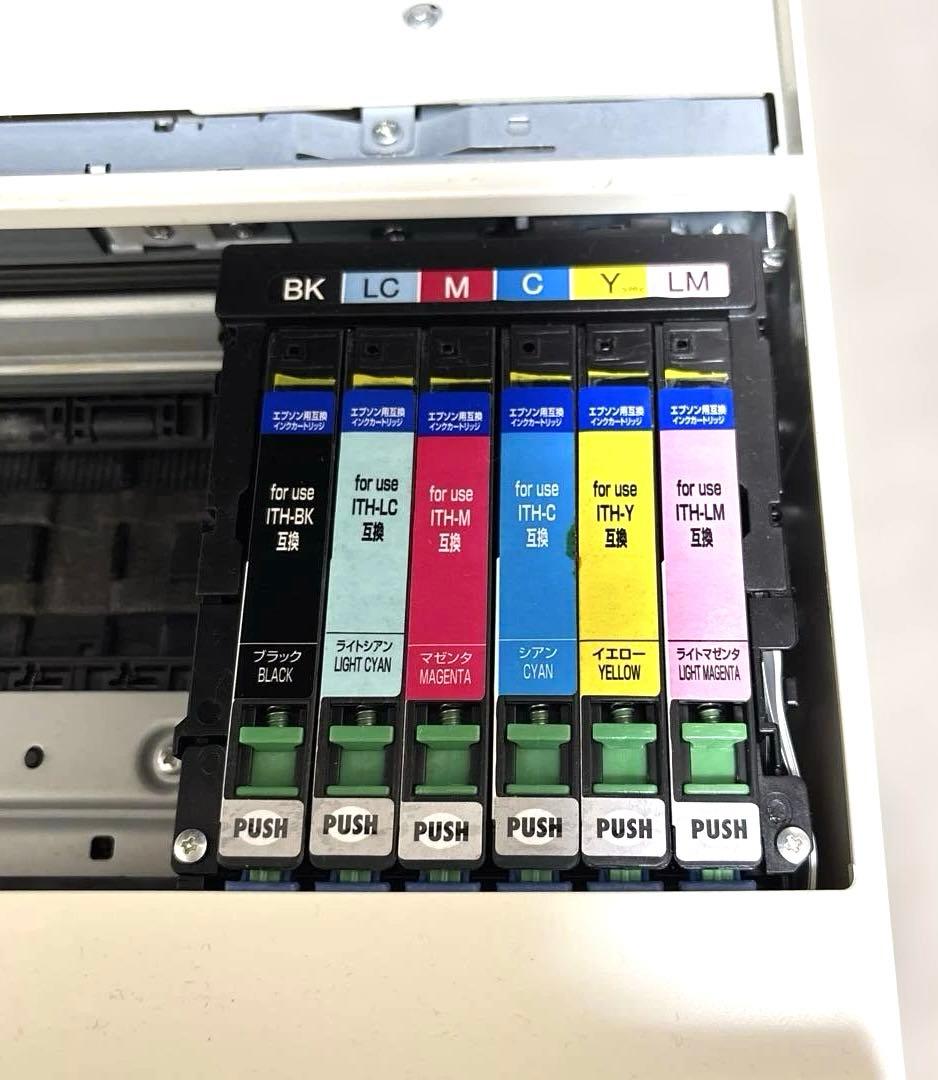 BK LC M C Y LM
エプソン用互換
インクカートリッジ
for use
ITH-BK
互換
ブラック
BLACK
PUSH
エプソン用互換
インクカートリッジ
for use
ITH-LC
互換
ライトシアン
LIGHT CYAN
PUSH
エプソン用互換
インクカートリッジ
for use
ITH-M
互換
マゼンタ
MAGENTA
PUSH
エプソン用互換
インクカートリッジ
for use
ITH-C
互換
シアン
CYAN
PUSH
エプソン用互換
インクカートリッジ
for use
ITH-Y
互換
イエロー
YELLOW
PUSH
エプソン用互換
インクカートリッジ
for use
ITH-LM
互換
ライトマゼンタ
LIGHT MAGENTA
PUSH